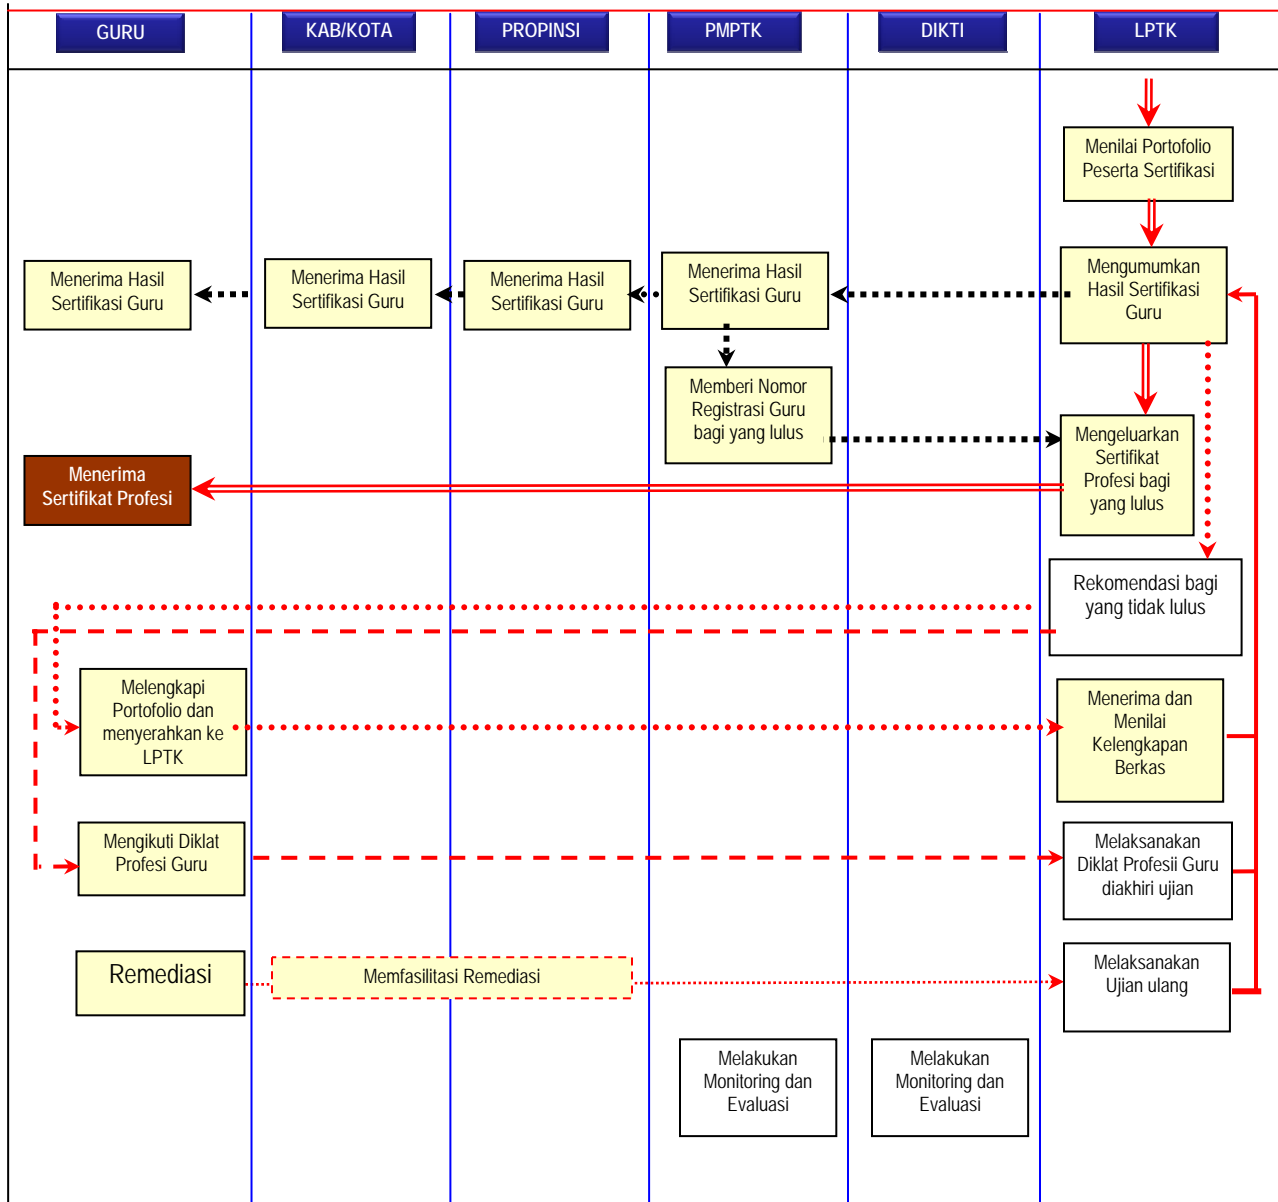 GURU
KAB/KOTA
PROPINSI
PMPTK
DIKTI
LPTK
Menilai Portofolio
Peserta Sertifikasi
Menerima Hasil
Sertifikasi Guru
Menerima Hasil
Sertifikasi Guru
Menerima Hasil
Sertifikasi Guru
Menerima Hasil
Sertifikasi Guru
Mengumumkan
Hasil Sertifikasi
Guru
Memberi Nomor
Registrasi Guru
bagi yang lulus
Mengeluarkan
Sertifikat
Profesi bagi
yang lulus
Menerima
Sertifikat Profesi
Rekomendasi bagi
yang tidak lulus
Melengkapi
Portofolio dan
menyerahkan ke
LPTK
Menerima dan
Menilai
Kelengkapan
Berkas
Mengikuti Diklat
Profesi Guru
Melaksanakan
Diklat Profesii Guru
diakhiri ujian
Remediasi
Memfasilitasi Remediasi
Melaksanakan
Ujian ulang
Melakukan
Monitoring dan
Evaluasi
Melakukan
Monitoring dan
Evaluasi